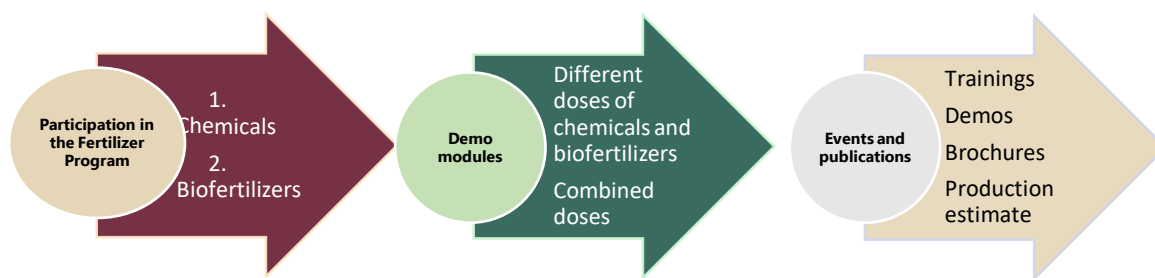 Participation in
the Fertilizer
Program
1.
Chemicals
2.
Biofertilizers
Demo
modules
Different
doses of
chemicals and
biofertilizers
Combined
doses
Events and
publications
Trainings
Demos
Brochures
Production
estimate